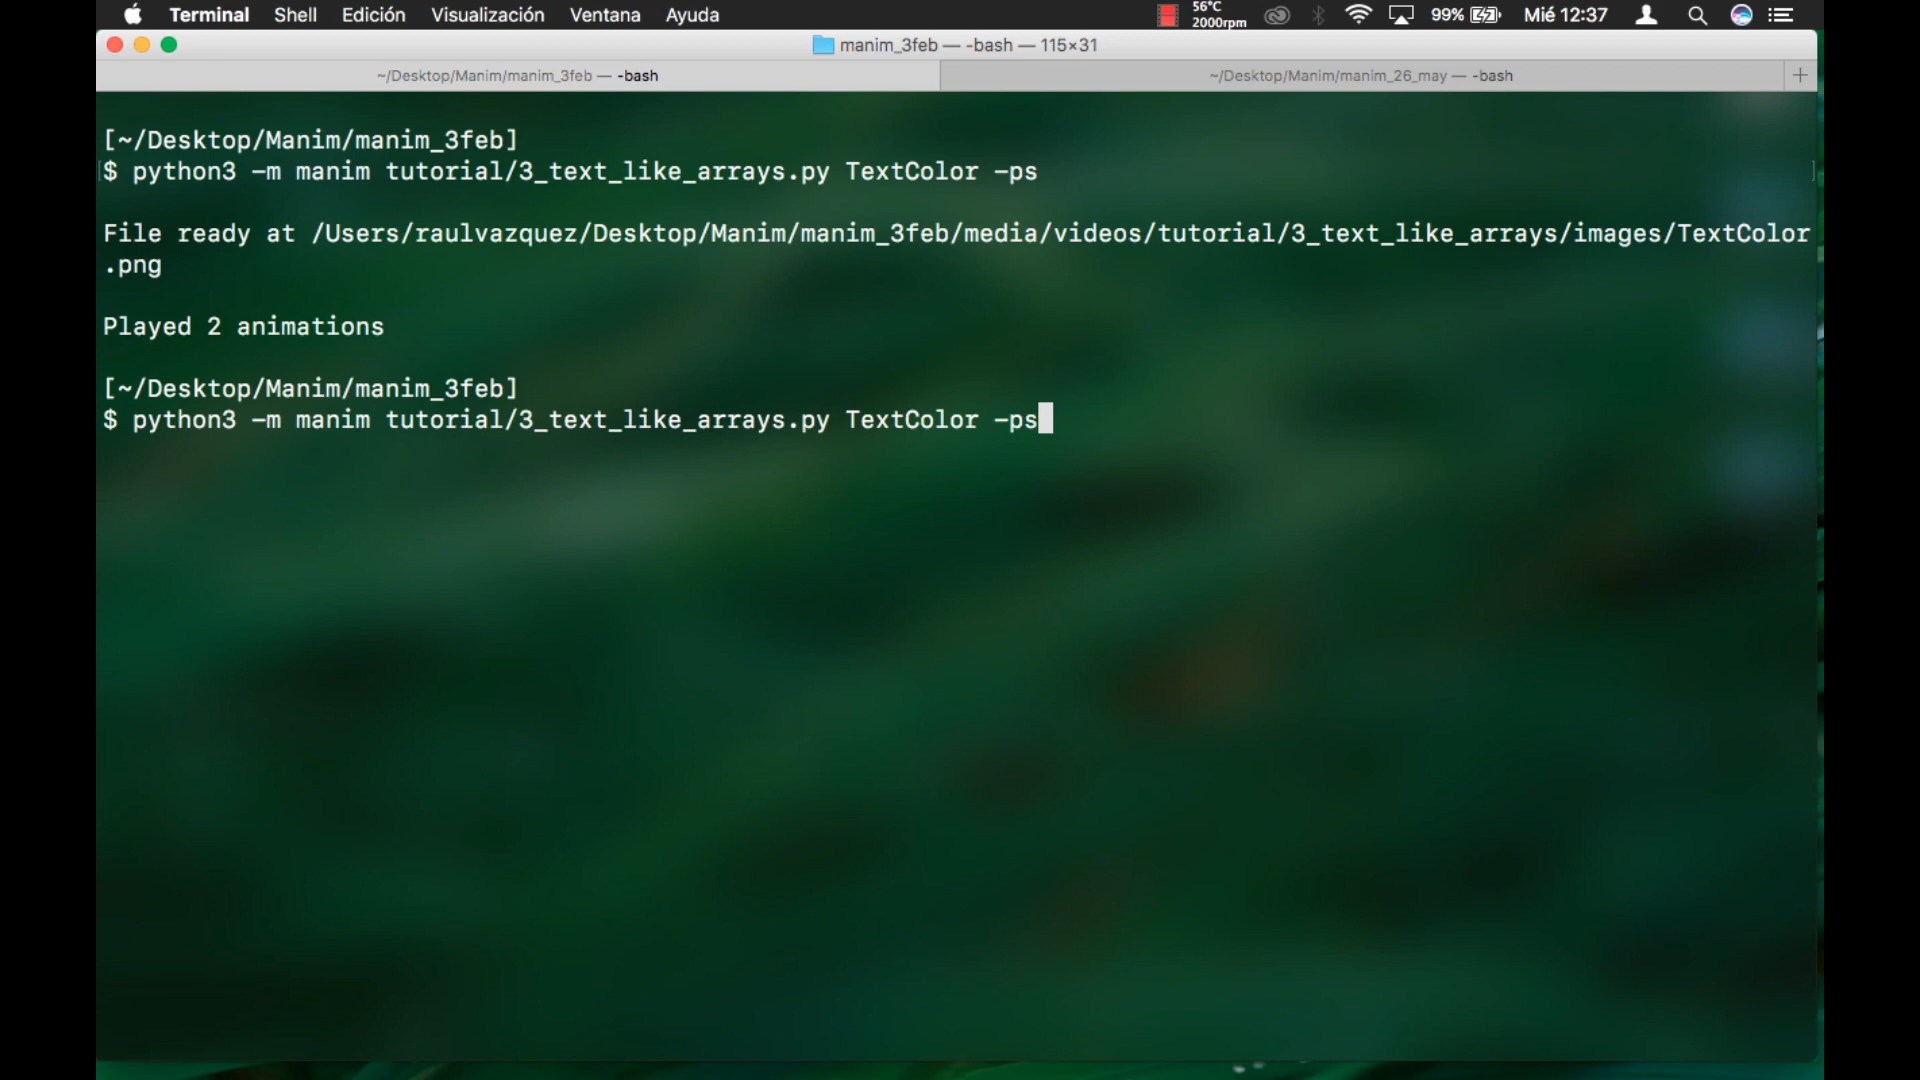 Terminal Shell Edición Visualización Ventana Ayuda 56°C 2000rpm 99% Mié 12:37
manim_3feb — -bash — 115×31
~/Desktop/Manim/manim_3feb — -bash ~/Desktop/Manim/manim_26_may — -bash +
[~/Desktop/Manim/manim_3feb]
$ python3 -m manim tutorial/3_text_like_arrays.py TextColor -ps
File ready at /Users/raulvazquez/Desktop/Manim/manim_3feb/media/videos/tutorial/3_text_like_arrays/images/TextColor
.png
Played 2 animations
[~/Desktop/Manim/manim_3feb]
$ python3 -m manim tutorial/3_text_like_arrays.py TextColor -ps